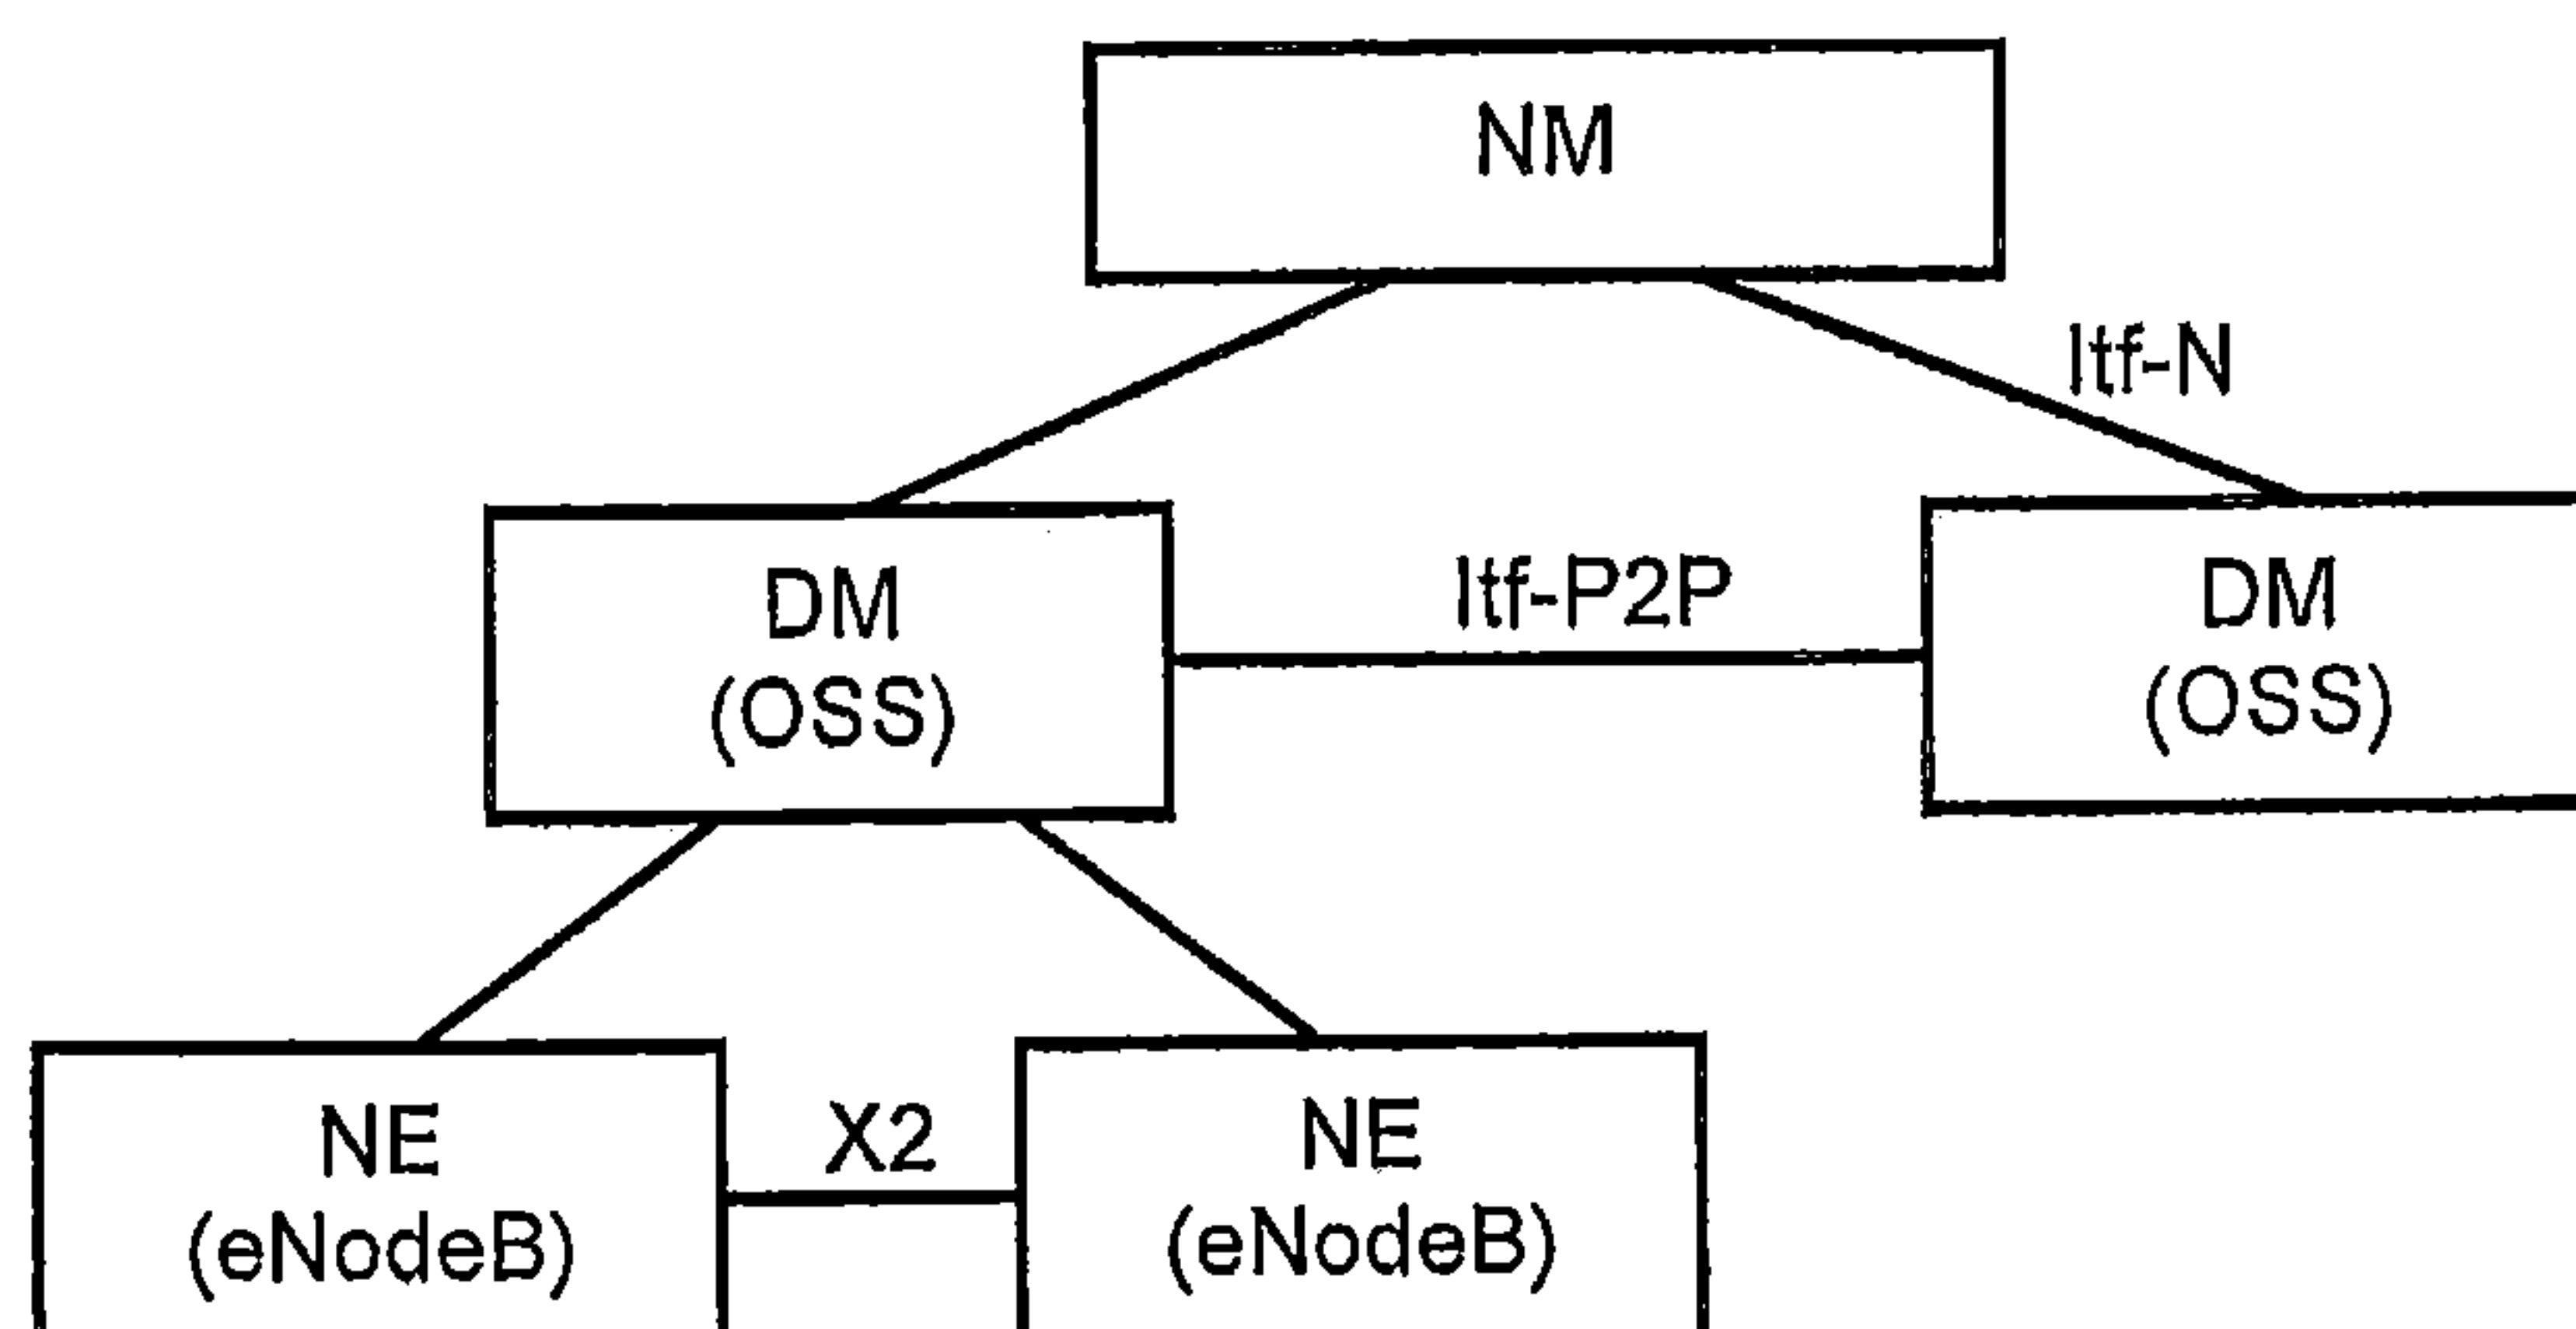 NM
Itf-N
DM
(OSS)
Itf-P2P
DM
(OSS)
NE
(eNodeB)
X2
NE
(eNodeB)